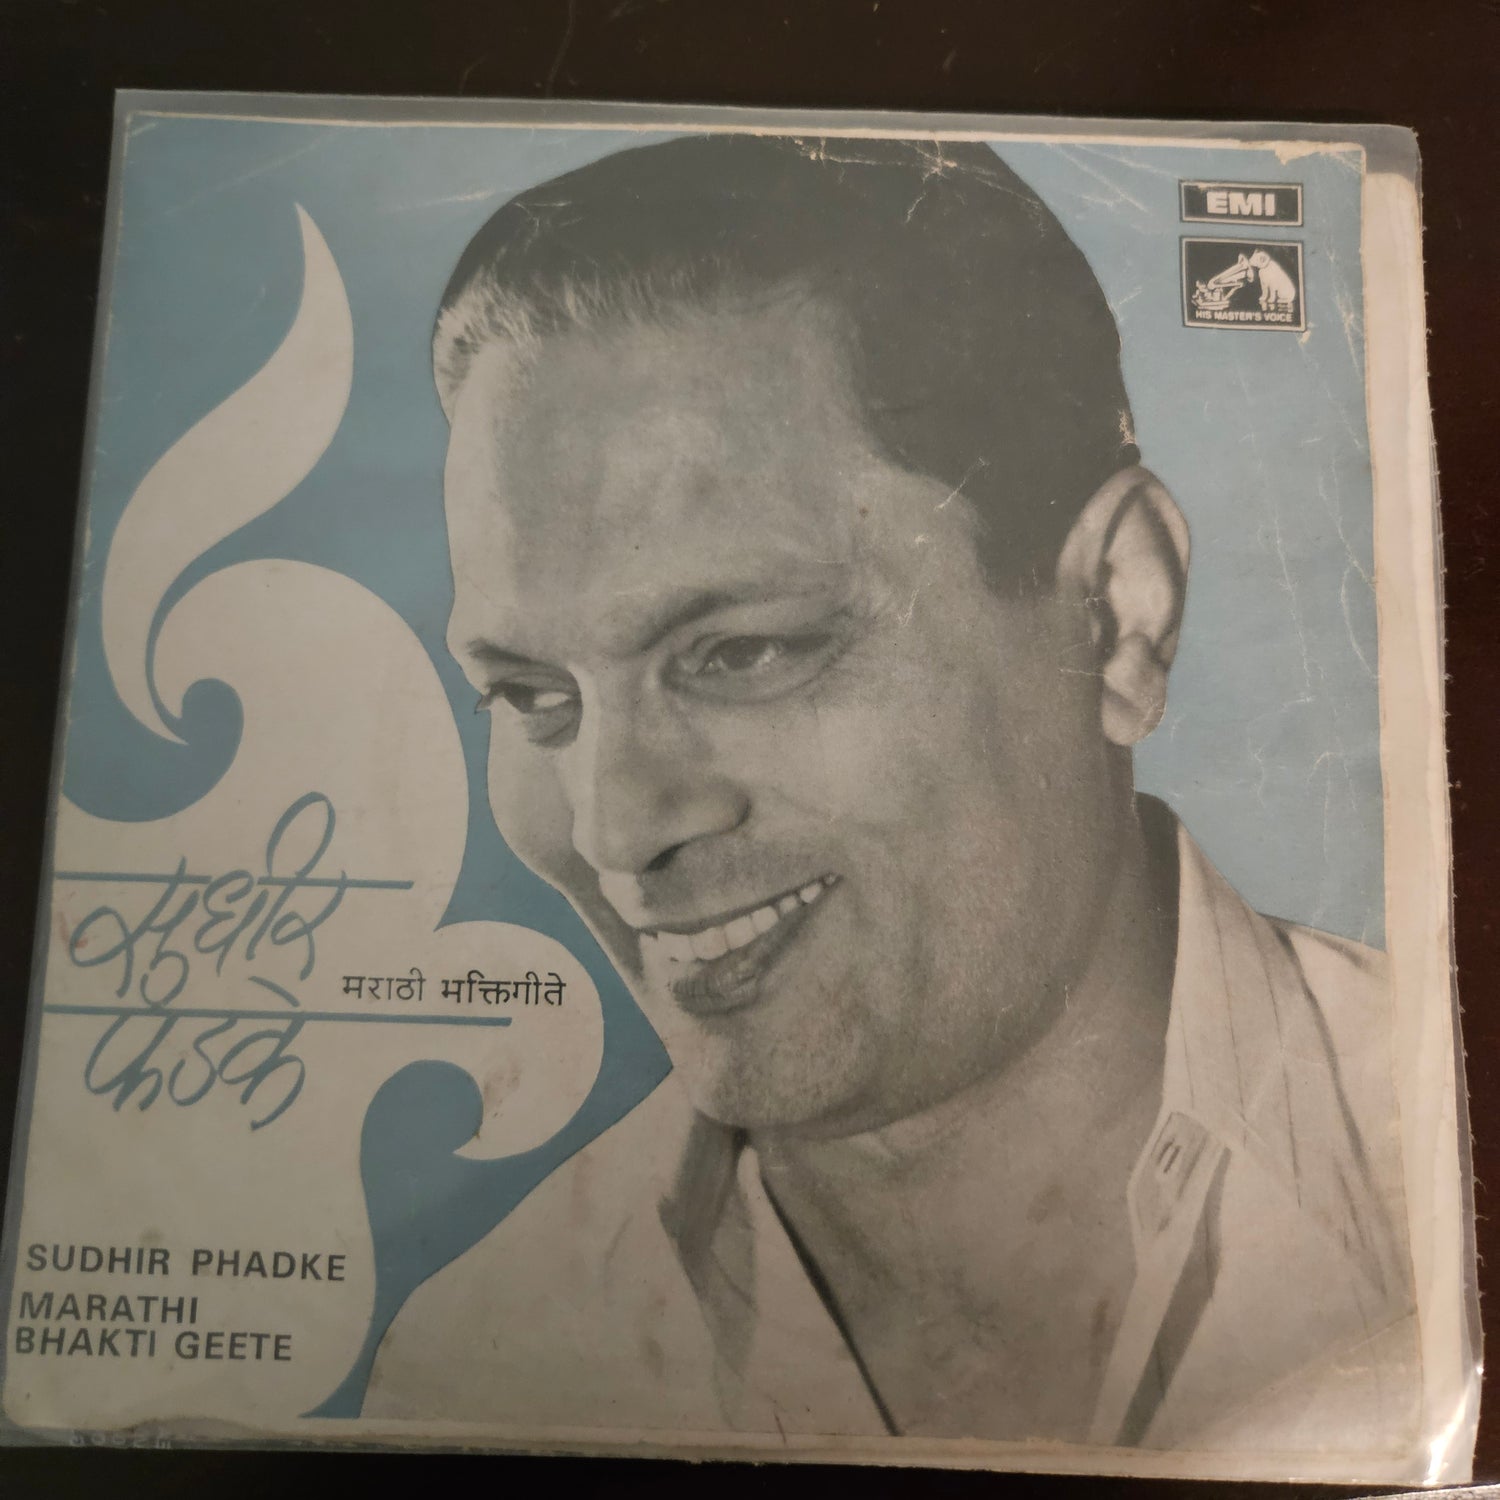 EMI
HIS MASTER'S VOICE
सुधीर
मराठी भक्तिगीते
फडके
SUDHIR PHADKE
MARATHI
BHAKTI GEETE